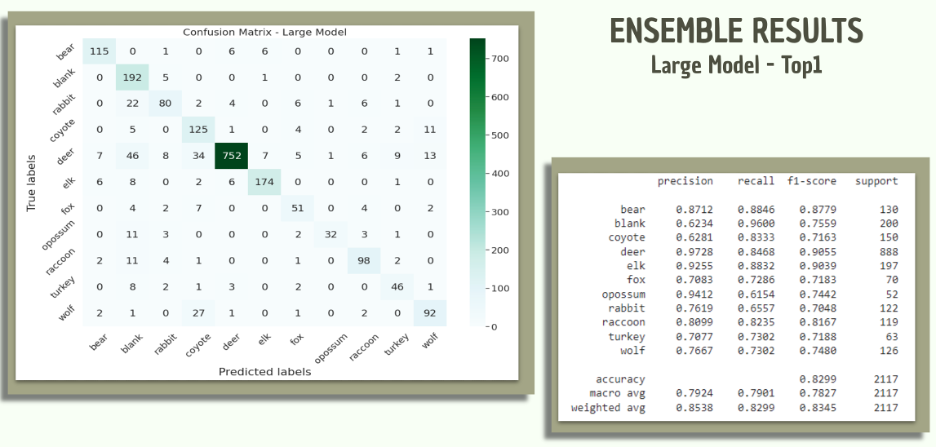 ENSEMBLE RESULTS
Large Model - Top1
Confusion Matrix - Large Model
True labels
bear 115 0 1 0 6 6 0 0 0 1 1
blank 0 192 5 0 0 1 0 0 0 2 0
rabbit 0 22 80 2 4 0 6 1 6 1 0
coyote 0 5 0 125 1 0 4 0 2 2 11
deer 7 46 8 34 752 7 5 1 6 9 13
elk 6 8 0 2 6 174 0 0 0 1 0
fox 0 4 2 7 0 0 51 0 4 0 2
opossum 0 11 3 0 0 0 2 32 3 1 0
raccoon 2 11 4 1 0 0 1 0 98 2 0
turkey 0 8 2 1 3 0 2 0 0 46 1
wolf 2 1 0 27 1 0 1 0 2 0 92
bear blank rabbit coyote deer elk fox opossum raccoon turkey wolf
Predicted labels
700
600
500
400
300
200
100
0
precision recall f1-score support
bear 0.8712 0.8846 0.8779 130
blank 0.6234 0.9600 0.7559 200
coyote 0.6281 0.8333 0.7163 150
deer 0.9728 0.8468 0.9055 888
elk 0.9255 0.8832 0.9039 197
fox 0.7083 0.7286 0.7183 70
opossum 0.9412 0.6154 0.7442 52
rabbit 0.7619 0.6557 0.7048 122
raccoon 0.8099 0.8235 0.8167 119
turkey 0.7077 0.7302 0.7188 63
wolf 0.7667 0.7302 0.7480 126
accuracy 0.8299 2117
macro avg 0.7924 0.7901 0.7827 2117
weighted avg 0.8538 0.8299 0.8345 2117